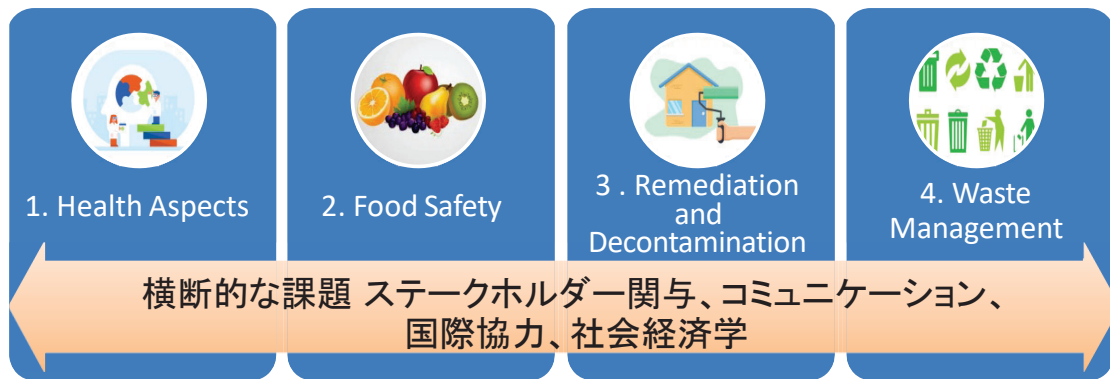 1. Health Aspects
2. Food Safety
3 . Remediation
and
Decontamination
4. Waste
Management
横断的な課題 ステークホルダー関与、コミュニケーション、
国際協力、社会経済学